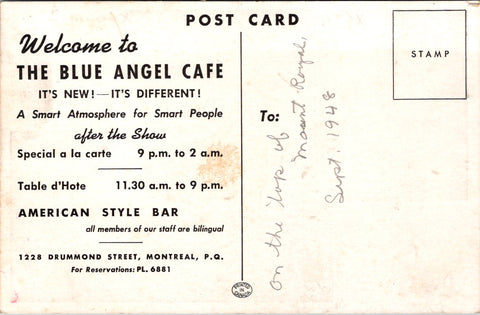 POST CARD
Welcome to
THE BLUE ANGEL CAFE
IT'S NEW!—IT'S DIFFERENT!
A Smart Atmosphere for Smart People
after the Show
Special a la carte 9 p.m. to 2 a.m.
Table d'Hote 11.30 a.m. to 9 p.m.
AMERICAN STYLE BAR
all members of our staff are bilingual
1228 DRUMMOND STREET, MONTREAL, P.Q.
For Reservations: PL. 6881
STAMP
To:
On the top of
Mount Royal,
Sept. 1948
PRINTED
IN
CANADA